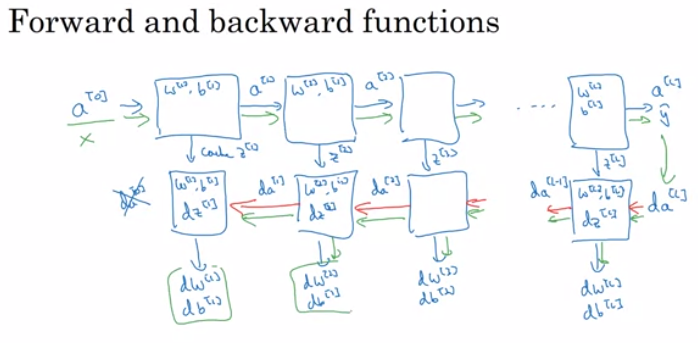 Forward and backward functions
a^[0] w^[1], b^[1] a^[1] w^[2], b^[2] a^[2] .... w^[L] a^[L]
x b^[L] ŷ
cache z^[1] z^[2] z^[3] z^[L]
da^[0] w^[1], b^[1] da^[1] w^[2], b^[2] da^[2] da^[L-1] w^[L], b^[L] da^[L]
dz^[1] dz^[2] dz^[L]
dw^[1] dw^[2] dw^[3] dw^[L]
db^[1] db^[2] db^[3] db^[L]